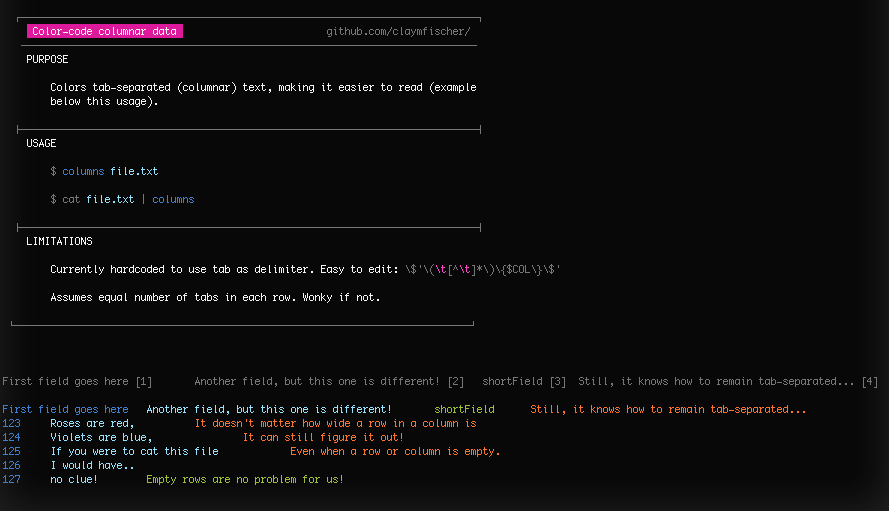 Color-code columnar data github.com/claymfischer/
PURPOSE
Colors tab-separated (columnar) text, making it easier to read (example
below this usage).
USAGE
$ columns file.txt
$ cat file.txt | columns
LIMITATIONS
Currently hardcoded to use tab as delimiter. Easy to edit: \$'\(\t[^\t]*\)\{$COL\}\$'
Assumes equal number of tabs in each row. Wonky if not.
First field goes here [1] Another field, but this one is different! [2] shortField [3] Still, it knows how to remain tab-separated... [4]
First field goes here Another field, but this one is different! shortField Still, it knows how to remain tab-separated...
123 Roses are red, It doesn't matter how wide a row in a column is
124 Violets are blue, It can still figure it out!
125 If you were to cat this file Even when a row or column is empty.
126 I would have..
127 no clue! Empty rows are no problem for us!